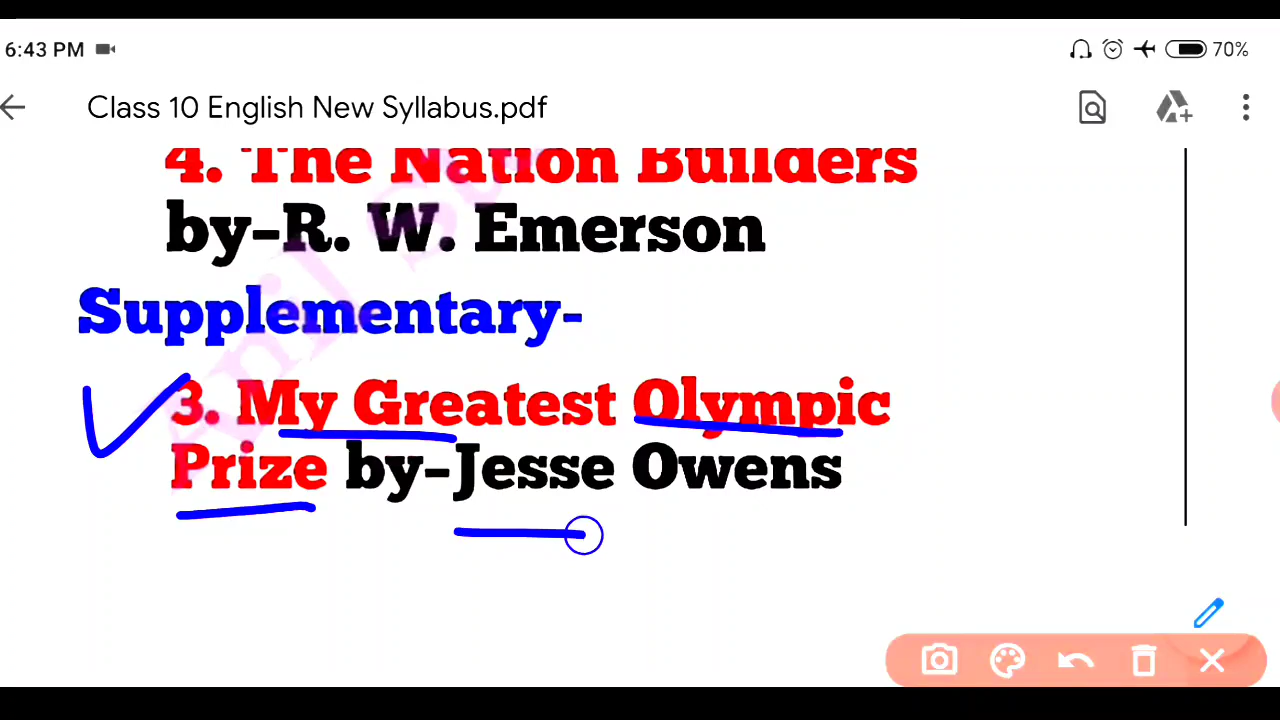 6:43 PM 70%
Class 10 English New Syllabus.pdf
4. The Nation Builders
by-R. W. Emerson
Supplementary-
3. My Greatest Olympic
Prize by-Jesse Owens